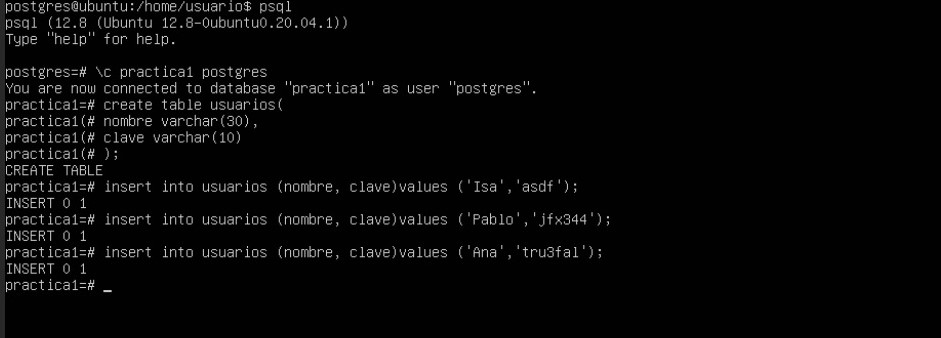 postgres@ubuntu:/home/usuario$ psql
psql (12.8 (Ubuntu 12.8-0ubuntu0.20.04.1))
Type "help" for help.
postgres=# \c practica1 postgres
You are now connected to database "practica1" as user "postgres".
practica1=# create table usuarios(
practica1(# nombre varchar(30),
practica1(# clave varchar(10)
practica1(# );
CREATE TABLE
practica1=# insert into usuarios (nombre, clave)values ('Isa','asdf');
INSERT 0 1
practica1=# insert into usuarios (nombre, clave)values ('Pablo','jfx344');
INSERT 0 1
practica1=# insert into usuarios (nombre, clave)values ('Ana','tru3fal');
INSERT 0 1
practica1=# _